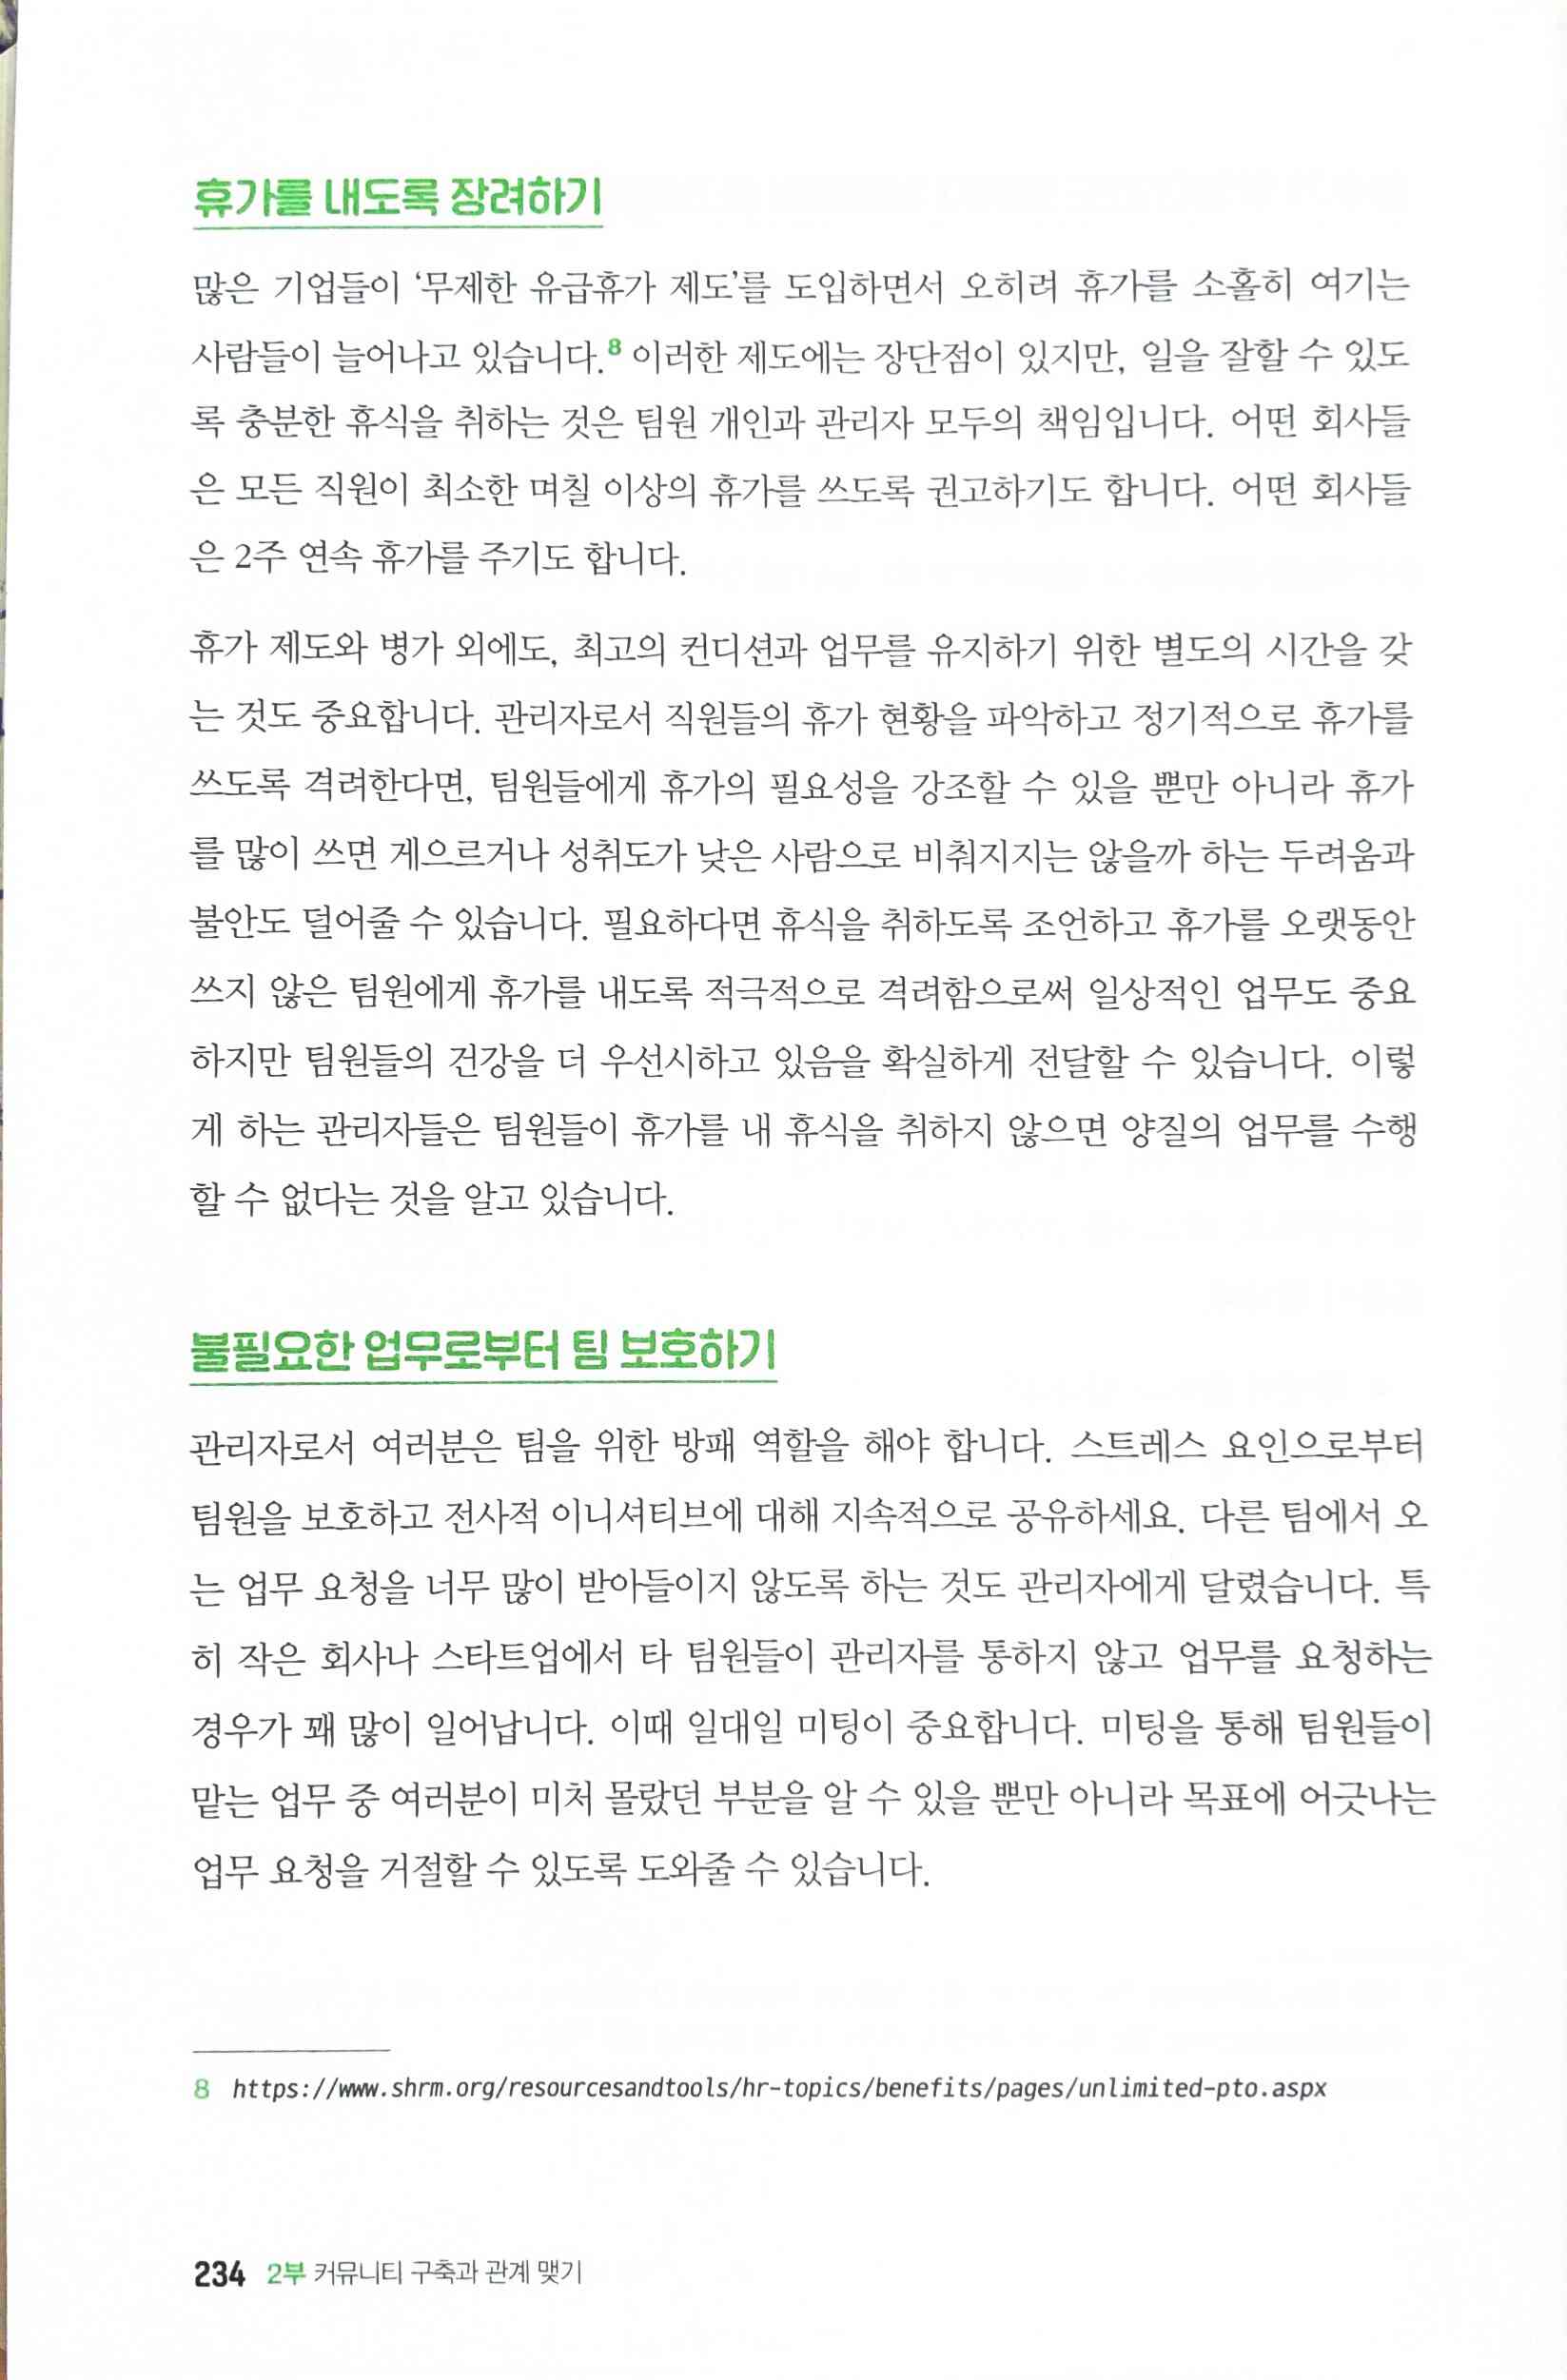 휴가를 내도록 장려하기
많은 기업들이 ‘무제한 유급휴가 제도’를 도입하면서 오히려 휴가를 소홀히 여기는
사람들이 늘어나고 있습니다.8 이러한 제도에는 장단점이 있지만, 일을 잘할 수 있도
록 충분한 휴식을 취하는 것은 팀원 개인과 관리자 모두의 책임입니다. 어떤 회사들
은 모든 직원이 최소한 며칠 이상의 휴가를 쓰도록 권고하기도 합니다. 어떤 회사들
은 2주 연속 휴가를 주기도 합니다.
휴가 제도와 병가 외에도, 최고의 컨디션과 업무를 유지하기 위한 별도의 시간을 갖
는 것도 중요합니다. 관리자로서 직원들의 휴가 현황을 파악하고 정기적으로 휴가를
쓰도록 격려한다면, 팀원들에게 휴가의 필요성을 강조할 수 있을 뿐만 아니라 휴가
를 많이 쓰면 게으르거나 성취도가 낮은 사람으로 비춰지지는 않을까 하는 두려움과
불안도 덜어줄 수 있습니다. 필요하다면 휴식을 취하도록 조언하고 휴가를 오랫동안
쓰지 않은 팀원에게 휴가를 내도록 적극적으로 격려함으로써 일상적인 업무도 중요
하지만 팀원들의 건강을 더 우선시하고 있음을 확실하게 전달할 수 있습니다. 이렇
게 하는 관리자들은 팀원들이 휴가를 내 휴식을 취하지 않으면 양질의 업무를 수행
할 수 없다는 것을 알고 있습니다.
불필요한 업무로부터 팀 보호하기
관리자로서 여러분은 팀을 위한 방패 역할을 해야 합니다. 스트레스 요인으로부터
팀원을 보호하고 전사적 이니셔티브에 대해 지속적으로 공유하세요. 다른 팀에서 오
는 업무 요청을 너무 많이 받아들이지 않도록 하는 것도 관리자에게 달렸습니다. 특
히 작은 회사나 스타트업에서 타 팀원들이 관리자를 통하지 않고 업무를 요청하는
경우가 꽤 많이 일어납니다. 이때 일대일 미팅이 중요합니다. 미팅을 통해 팀원들이
맡는 업무 중 여러분이 미처 몰랐던 부분을 알 수 있을 뿐만 아니라 목표에 어긋나는
업무 요청을 거절할 수 있도록 도와줄 수 있습니다.
8 https://www.shrm.org/resourcesandtools/hr-topics/benefits/pages/unlimited-pto.aspx
234 2부 커뮤니티 구축과 관계 맺기